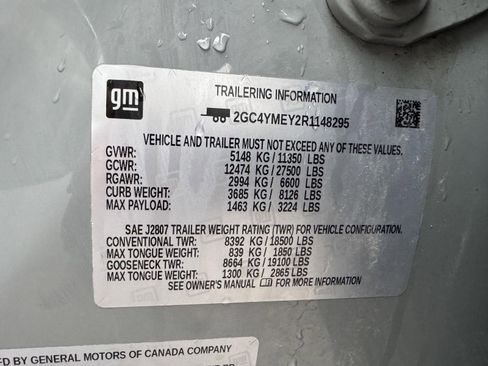 gm
TRAILERING INFORMATION
2GC4YMEY2R1148295
VEHICLE AND TRAILER MUST NOT EXCEED ANY OF THESE VALUES.
GVWR: 5148 KG / 11350 LBS
GCWR: 12474 KG / 27500 LBS
RGAWR: 2994 KG / 6600 LBS
CURB WEIGHT: 3685 KG / 8126 LBS
MAX PAYLOAD: 1463 KG / 3224 LBS
SAE J2807 TRAILER WEIGHT RATING (TWR) FOR VEHICLE CONFIGURATION.
CONVENTIONAL TWR: 8392 KG / 18500 LBS
MAX TONGUE WEIGHT: 839 KG / 1850 LBS
GOOSENECK TWR: 8664 KG / 19100 LBS
MAX TONGUE WEIGHT: 1300 KG / 2865 LBS
SEE OWNER'S MANUAL FOR MORE INFORMATION
MFD BY GENERAL MOTORS OF CANADA COMPANY